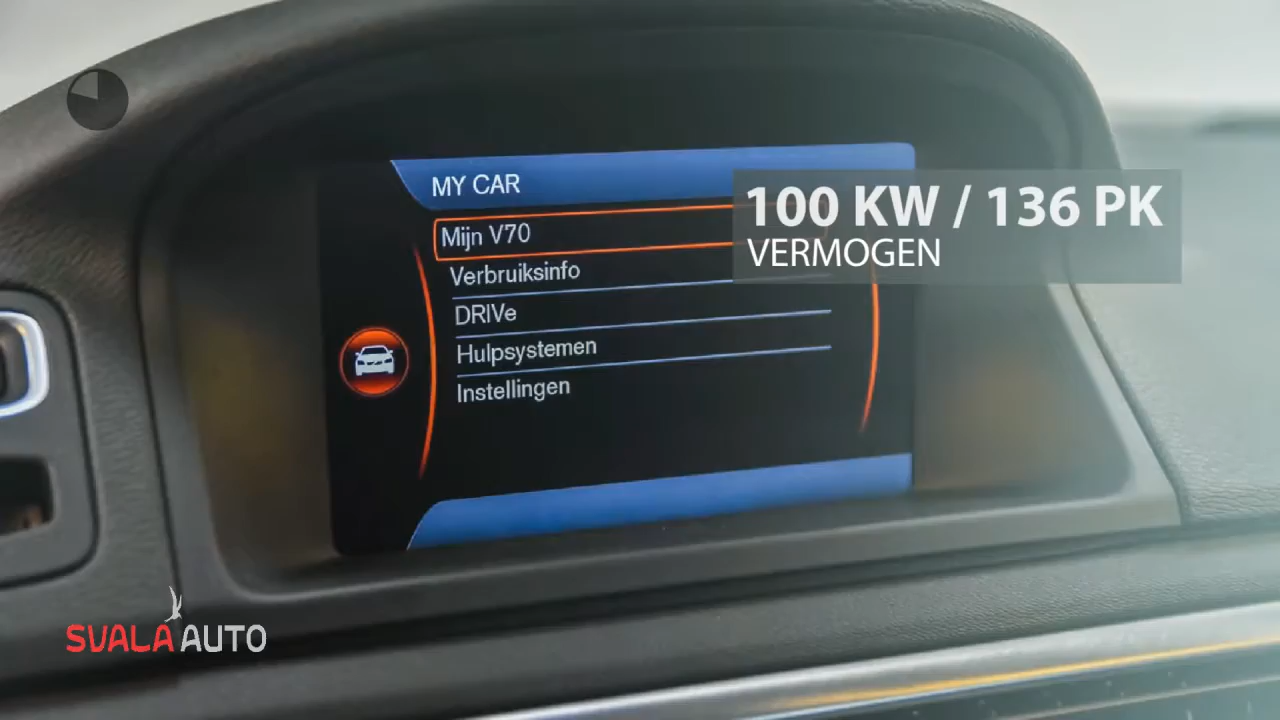 MY CAR
100 KW / 136 PK
VERMOGEN
Mijn V70
Verbruiksinfo
DRIVe
Hulpsystemen
Instellingen
SVALA AUTO